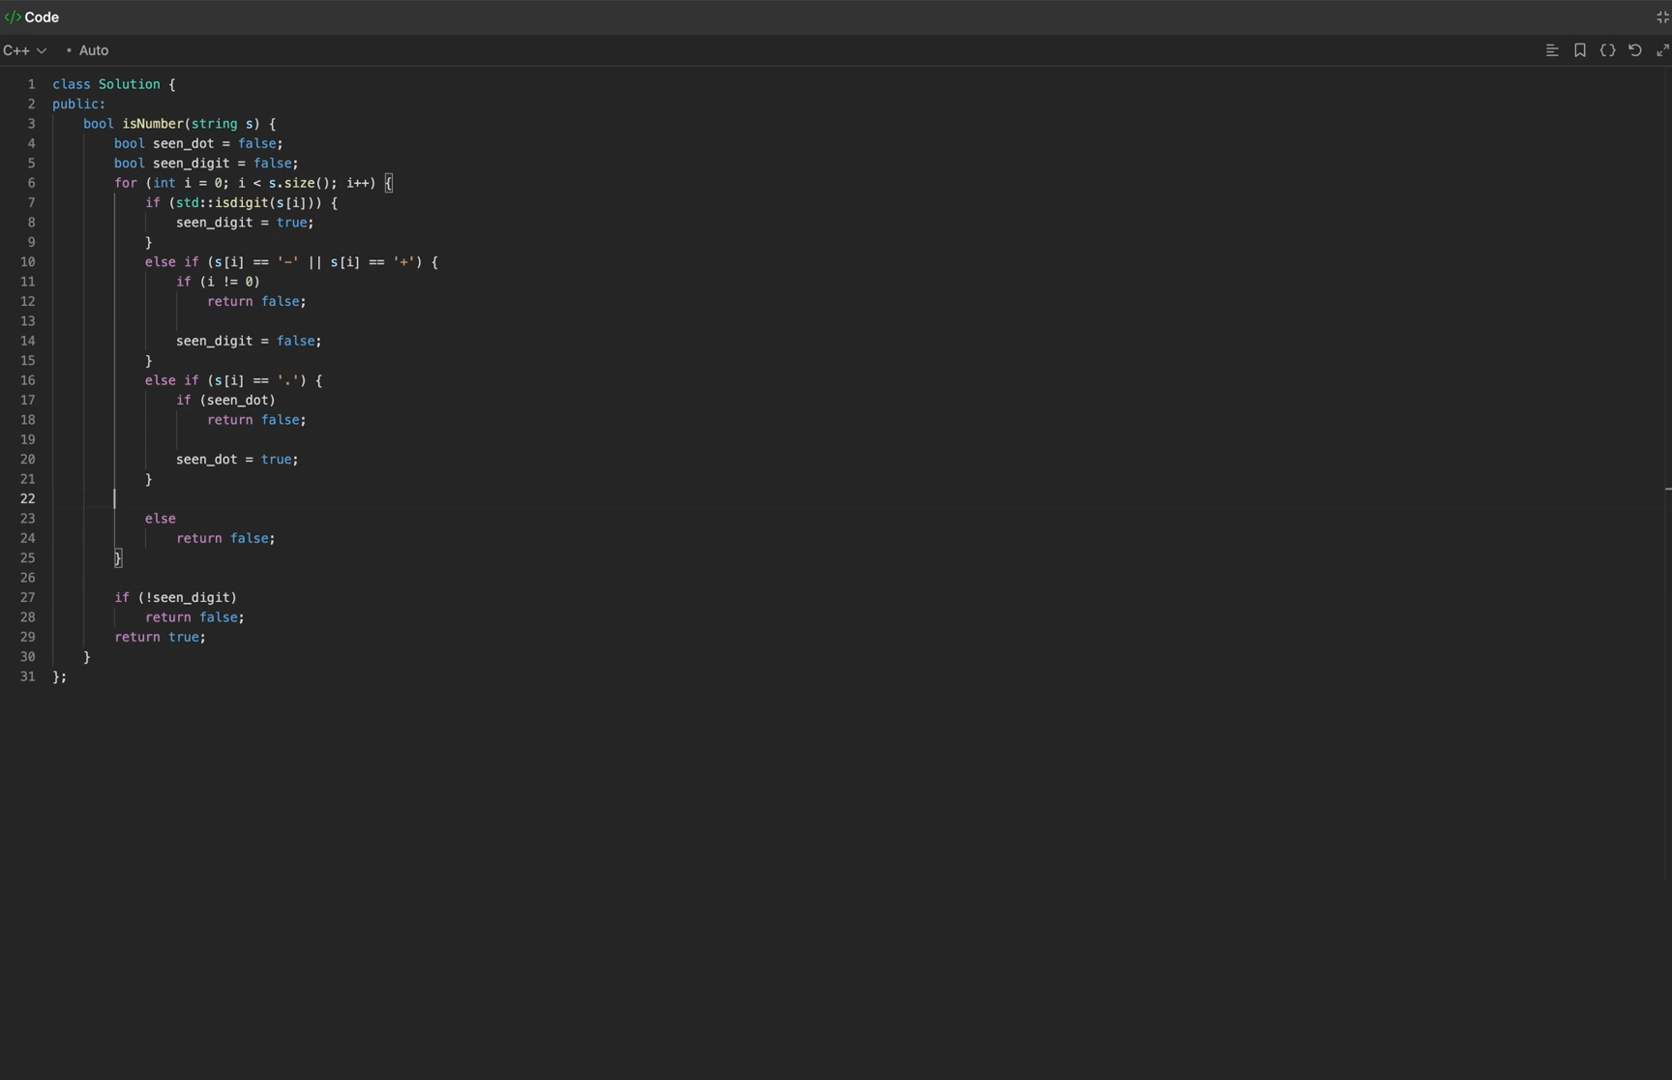 </> Code
C++ • Auto
1 class Solution {
2 public:
3     bool isNumber(string s) {
4         bool seen_dot = false;
5         bool seen_digit = false;
6         for (int i = 0; i < s.size(); i++) {
7             if (std::isdigit(s[i])) {
8                 seen_digit = true;
9             }
10             else if (s[i] == '-' || s[i] == '+') {
11                 if (i != 0)
12                     return false;
13
14                 seen_digit = false;
15             }
16             else if (s[i] == '.') {
17                 if (seen_dot)
18                     return false;
19
20                 seen_dot = true;
21             }
22
23             else
24                 return false;
25         }
26
27         if (!seen_digit)
28             return false;
29         return true;
30     }
31 };